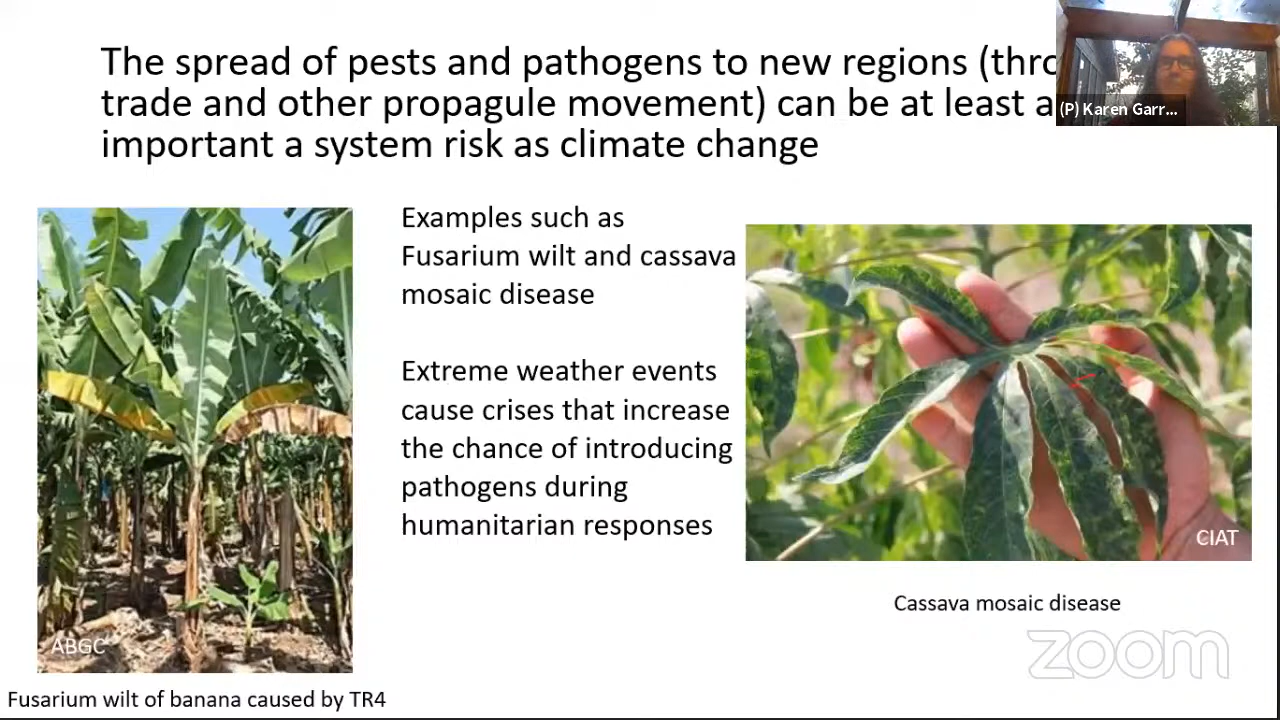 The spread of pests and pathogens to new regions (thro
trade and other propagule movement) can be at least a
important a system risk as climate change
(P) Karen Garr...
Examples such as
Fusarium wilt and cassava
mosaic disease
Extreme weather events
cause crises that increase
the chance of introducing
pathogens during
humanitarian responses
CIAT
Cassava mosaic disease
ABGC
zoom
Fusarium wilt of banana caused by TR4